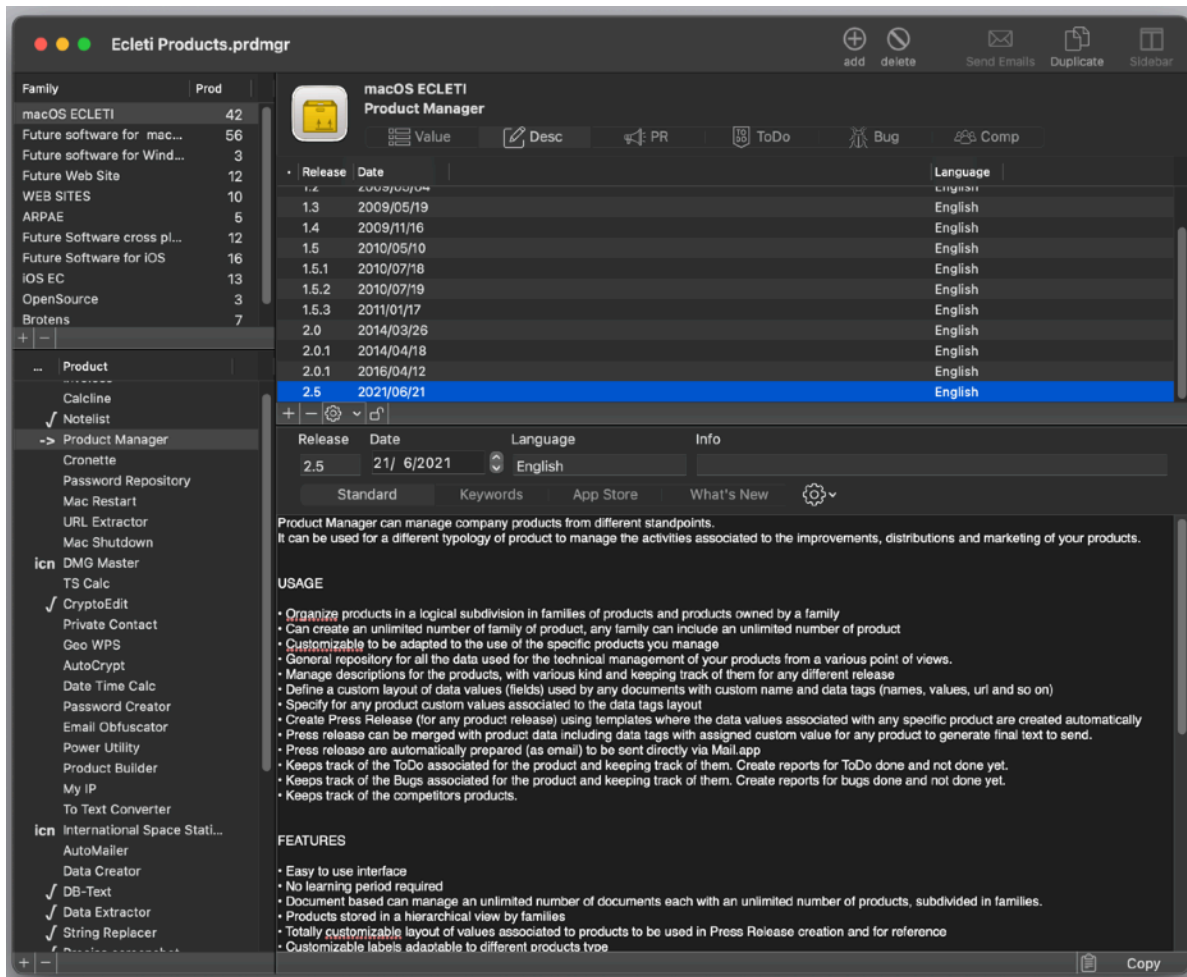 Ecleti Products.prdmgr
add
delete
Send Emails
Duplicate
Sidebar
Family Prod
macOS ECLETI 42
Future software for mac... 56
Future software for Wind... 3
Future Web Site 12
WEB SITES 10
ARPAE 5
Future Software cross pl... 12
Future Software for iOS 16
iOS EC 13
OpenSource 3
Brotens 7
+ −
... Product
Calcline
√ Notelist
-> Product Manager
Cronette
Password Repository
Mac Restart
URL Extractor
Mac Shutdown
icn DMG Master
TS Calc
√ CryptoEdit
Private Contact
Geo WPS
AutoCrypt
Date Time Calc
Password Creator
Email Obfuscator
Power Utility
Product Builder
My IP
To Text Converter
icn International Space Stati...
AutoMailer
Data Creator
√ DB-Text
√ Data Extractor
√ String Replacer
+ −
macOS ECLETI
Product Manager
Value
Desc
PR
ToDo
Bug
Comp
Release Date Language
1.2 2009/05/04 English
1.3 2009/05/19 English
1.4 2009/11/16 English
1.5 2010/05/10 English
1.5.1 2010/07/18 English
1.5.2 2010/07/19 English
1.5.3 2011/01/17 English
2.0 2014/03/26 English
2.0.1 2014/04/18 English
2.0.1 2016/04/12 English
2.5 2021/06/21 English
+ −
Release Date Language Info
2.5 21/ 6/2021 English
Standard Keywords App Store What's New
Product Manager can manage company products from different standpoints.
It can be used for a different typology of product to manage the activities associated to the improvements, distributions and marketing of your products.
USAGE
• Organize products in a logical subdivision in families of products and products owned by a family
• Can create an unlimited number of family of product, any family can include an unlimited number of product
• Customizable to be adapted to the use of the specific products you manage
• General repository for all the data used for the technical management of your products from a various point of views.
• Manage descriptions for the products, with various kind and keeping track of them for any different release
• Define a custom layout of data values (fields) used by any documents with custom name and data tags (names, values, url and so on)
• Specify for any product custom values associated to the data tags layout
• Create Press Release (for any product release) using templates where the data values associated with any specific product are created automatically
• Press release can be merged with product data including data tags with assigned custom value for any product to generate final text to send.
• Press release are automatically prepared (as email) to be sent directly via Mail.app
• Keeps track of the ToDo associated for the product and keeping track of them. Create reports for ToDo done and not done yet.
• Keeps track of the Bugs associated for the product and keeping track of them. Create reports for bugs done and not done yet.
• Keeps track of the competitors products.
FEATURES
• Easy to use interface
• No learning period required
• Document based can manage an unlimited number of documents each with an unlimited number of products, subdivided in families.
• Products stored in a hierarchical view by families
• Totally customizable layout of values associated to products to be used in Press Release creation and for reference
• Customizable labels adaptable to different products type
Copy